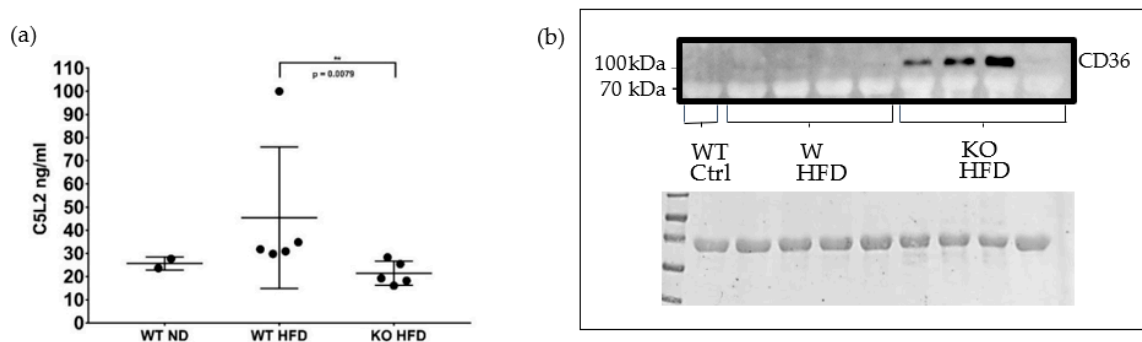 (a)
**
p = 0.0079
110
100
90
80
70
60
50
40
30
20
10
0
C5L2 ng/ml
WT ND
WT HFD
KO HFD
(b)
100kDa
70 kDa
CD36
WT
Ctrl
W
HFD
KO
HFD